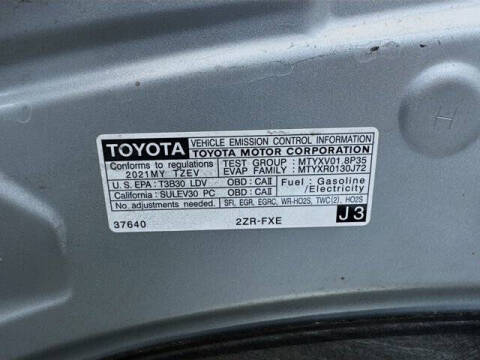 TOYOTA VEHICLE EMISSION CONTROL INFORMATION
TOYOTA MOTOR CORPORATION
Conforms to regulations TEST GROUP : MTYXV01.8P35
2021MY TZEV EVAP FAMILY : MTYXR0130J72
U.S. EPA : T3B30 LDV OBD : CAII Fuel : Gasoline
California : SULEV30 PC OBD : CAII /Electricity
No adjustments needed. SFI, EGR, EGRC, WR-HO2S, TWC (2), HO2S
37640 2ZR-FXE J3